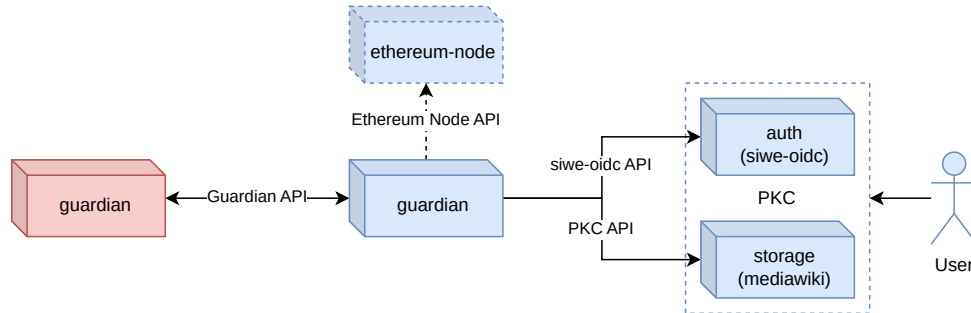 ethereum-node
Ethereum Node API
guardian
Guardian API
guardian
siwe-oidc API
PKC API
auth
(siwe-oidc)
PKC
storage
(mediawiki)
User